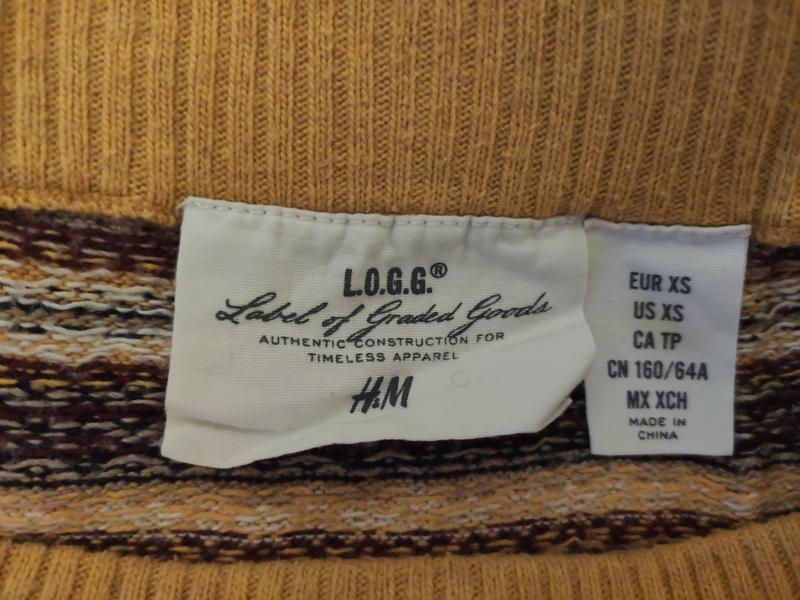 L.O.G.G.®
Label of Graded Goods
AUTHENTIC CONSTRUCTION FOR
TIMELESS APPAREL
H&M
EUR XS
US XS
CA TP
CN 160/64A
MX XCH
MADE IN
CHINA